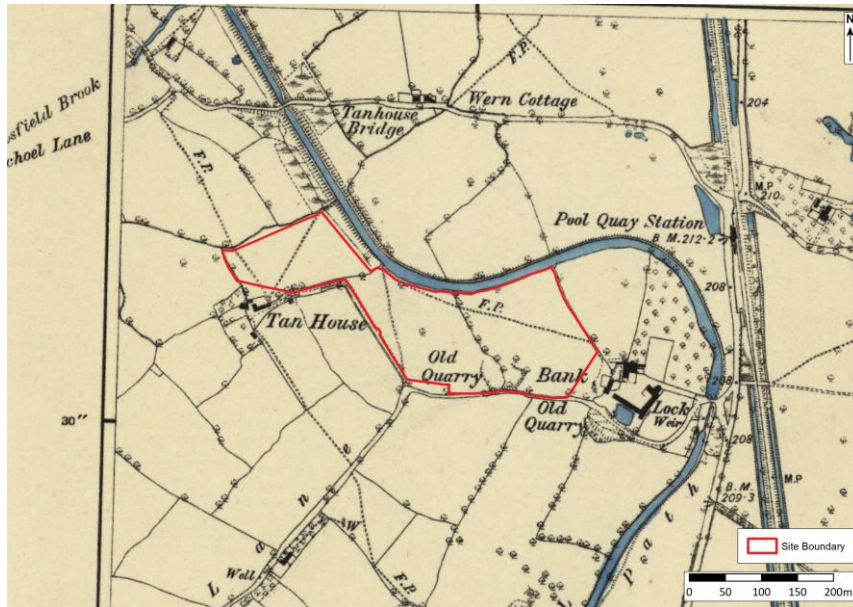 N
204
F.P.
Wern Cottage
sfield Brook
Tanhouse
Bridge
choel Lane
F.P.
M.P
210
Pool Quay Station
B M.212·2
208
F.P.
Tan House
Old
Quarry
Bank
208
Old
Quarry
Lock
Weir
30"
208
M.P
B.M.
209·3
W
Well
L a n e
F.P.
P a t h
Site Boundary
0 50 100 150 200m